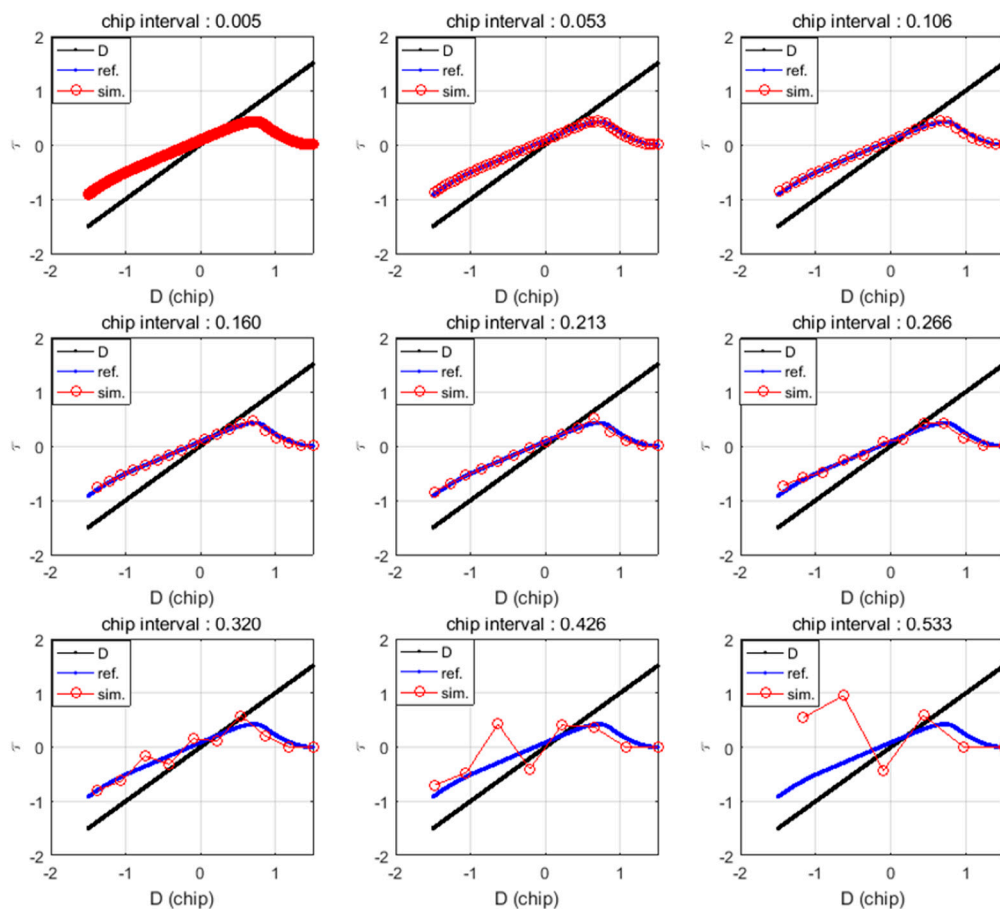 chip interval : 0.005
2
1
0
-1
-2
τ
D
ref.
sim.
-2
-1
0
1
D (chip)
chip interval : 0.053
2
1
0
-1
-2
τ
D
ref.
sim.
-2
-1
0
1
D (chip)
chip interval : 0.106
2
1
0
-1
-2
τ
D
ref.
sim.
-2
-1
0
1
D (chip)
chip interval : 0.160
2
1
0
-1
-2
τ
D
ref.
sim.
-2
-1
0
1
D (chip)
chip interval : 0.213
2
1
0
-1
-2
τ
D
ref.
sim.
-2
-1
0
1
D (chip)
chip interval : 0.266
2
1
0
-1
-2
τ
D
ref.
sim.
-2
-1
0
1
D (chip)
chip interval : 0.320
2
1
0
-1
-2
τ
D
ref.
sim.
-2
-1
0
1
D (chip)
chip interval : 0.426
2
1
0
-1
-2
τ
D
ref.
sim.
-2
-1
0
1
D (chip)
chip interval : 0.533
2
1
0
-1
-2
τ
D
ref.
sim.
-2
-1
0
1
D (chip)